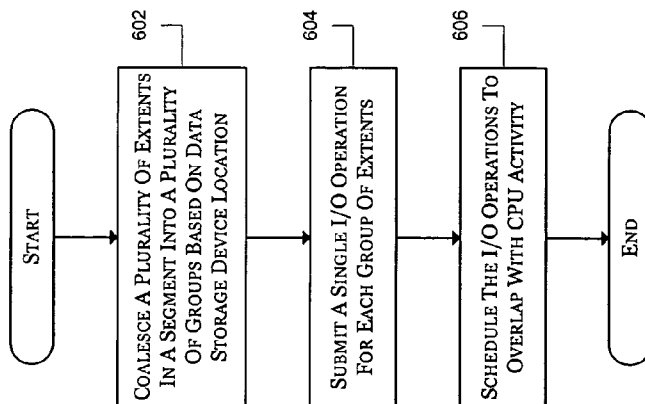 START
602
COALESCE A PLURALITY OF EXTENTS
IN A SEGMENT INTO A PLURALITY
OF GROUPS BASED ON DATA
STORAGE DEVICE LOCATION
604
SUBMIT A SINGLE I/O OPERATION
FOR EACH GROUP OF EXTENTS
606
SCHEDULE THE I/O OPERATIONS TO
OVERLAP WITH CPU ACTIVITY
END